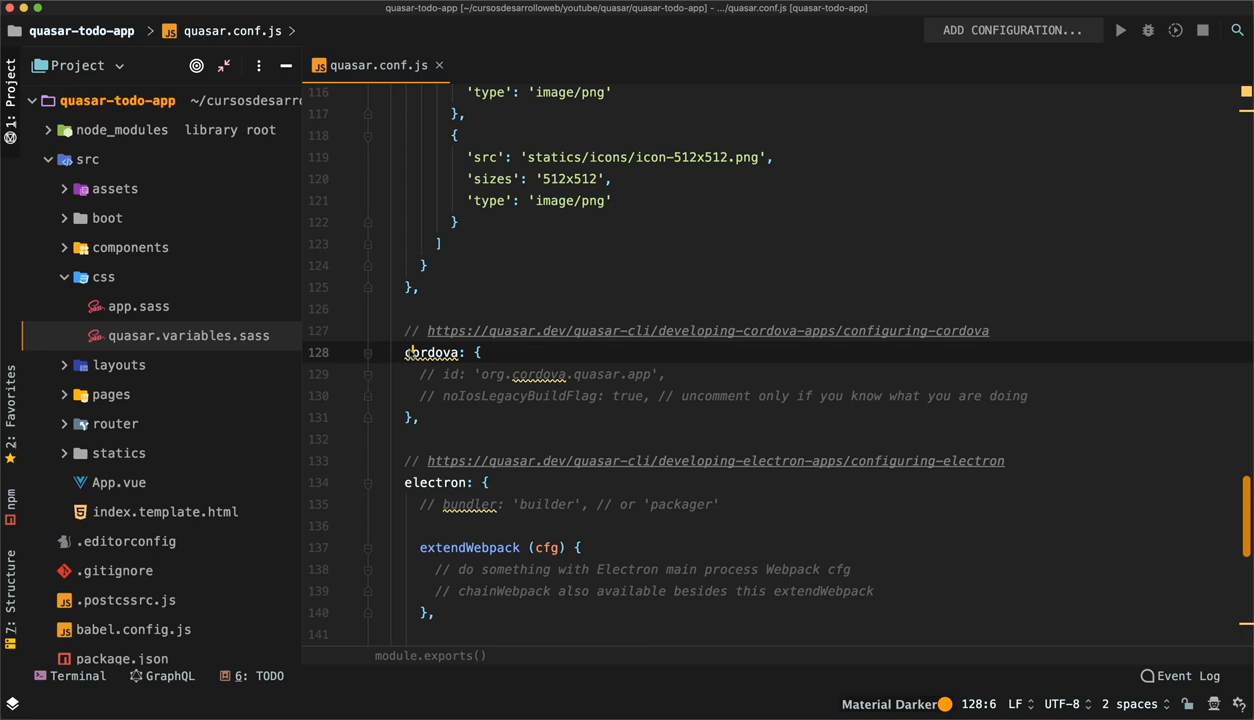 quasar-todo-app [~/cursosdesarrolloweb/youtube/quasar/quasar-todo-app] - .../quasar.conf.js [quasar-todo-app]
quasar-todo-app
quasar.conf.js
ADD CONFIGURATION...
1: Project
2: Favorites
npm
7: Structure
Project
quasar-todo-app ~/cursosdesarro
node_modules library root
src
assets
boot
components
css
app.sass
quasar.variables.sass
layouts
pages
router
statics
App.vue
index.template.html
.editorconfig
.gitignore
.postcssrc.js
babel.config.js
package.json
quasar.conf.js
116 'type': 'image/png'
117 },
118 {
119 'src': 'statics/icons/icon-512x512.png',
120 'sizes': '512x512',
121 'type': 'image/png'
122 }
123 ]
124 }
125 },
126
127 // https://quasar.dev/quasar-cli/developing-cordova-apps/configuring-cordova
128 cordova: {
129 // id: 'org.cordova.quasar.app',
130 // noIosLegacyBuildFlag: true, // uncomment only if you know what you are doing
131 },
132
133 // https://quasar.dev/quasar-cli/developing-electron-apps/configuring-electron
134 electron: {
135 // bundler: 'builder', // or 'packager'
136
137 extendWebpack (cfg) {
138 // do something with Electron main process Webpack cfg
139 // chainWebpack also available besides this extendWebpack
140 },
141
module.exports()
Terminal
GraphQL
6: TODO
Event Log
Material Darker
128:6
LF
UTF-8
2 spaces